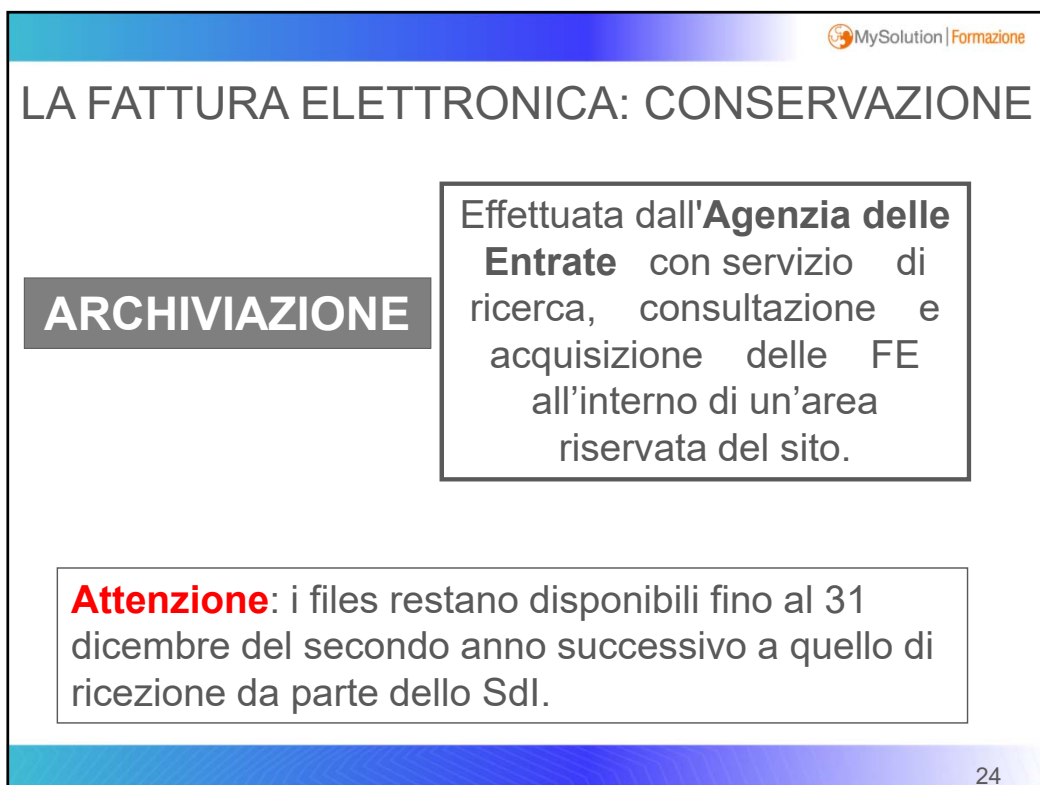 MySolution|Formazione
LA FATTURA ELETTRONICA: CONSERVAZIONE
ARCHIVIAZIONE
Effettuata dall'Agenzia delle
Entrate con servizio di
ricerca, consultazione e
acquisizione delle FE
all’interno di un’area
riservata del sito.
Attenzione: i files restano disponibili fino al 31
dicembre del secondo anno successivo a quello di
ricezione da parte dello SdI.
24